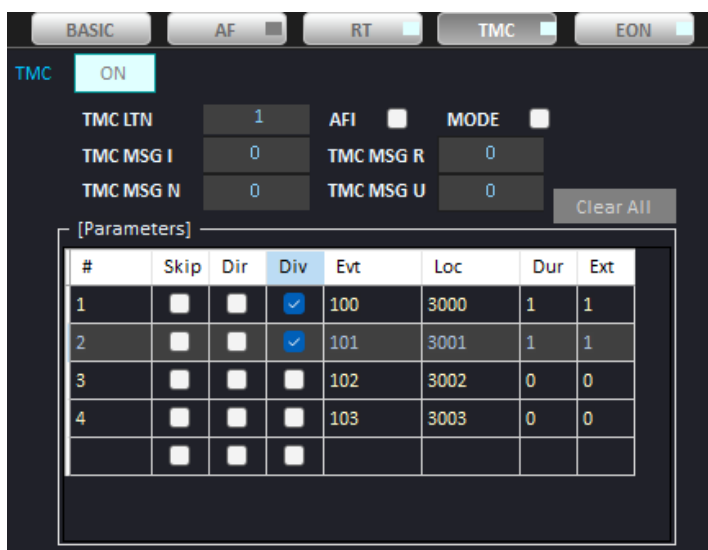 BASIC AF RT TMC EON
TMC ON
TMC LTN 1 AFI MODE
TMC MSG I 0 TMC MSG R 0
TMC MSG N 0 TMC MSG U 0
Clear All
[Parameters]
# Skip Dir Div Evt Loc Dur Ext
1 100 3000 1 1
2 101 3001 1 1
3 102 3002 0 0
4 103 3003 0 0